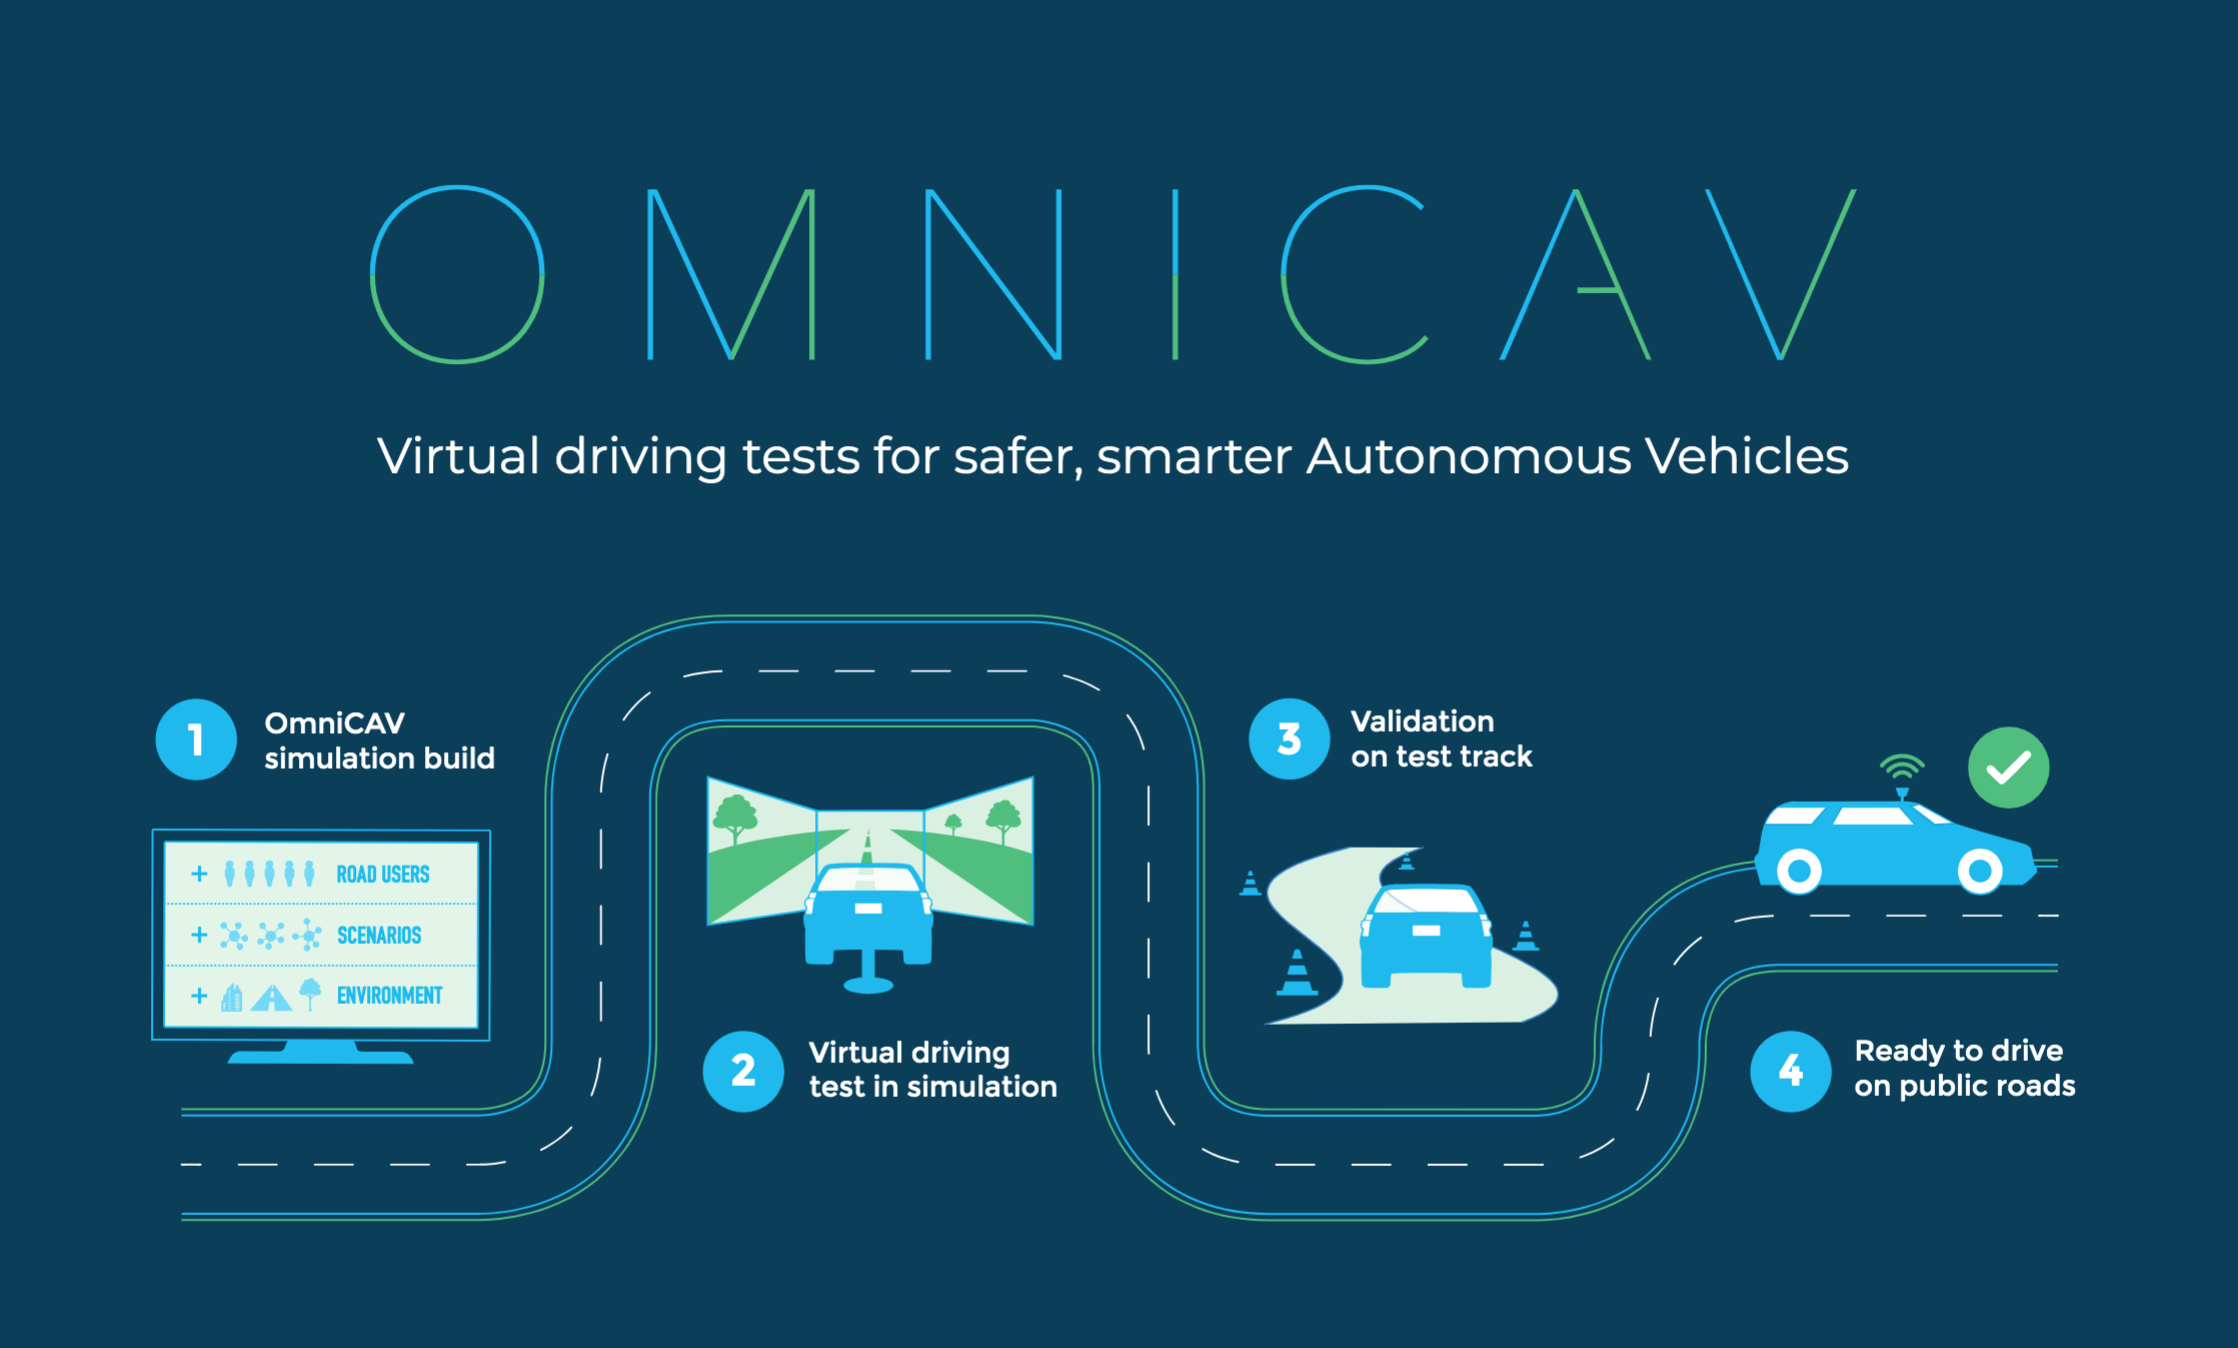 OMNICAV
Virtual driving tests for safer, smarter Autonomous Vehicles
1
OmniCAV
simulation build
+ ROAD USERS
+ SCENARIOS
+ ENVIRONMENT
2
Virtual driving
test in simulation
3
Validation
on test track
4
Ready to drive
on public roads